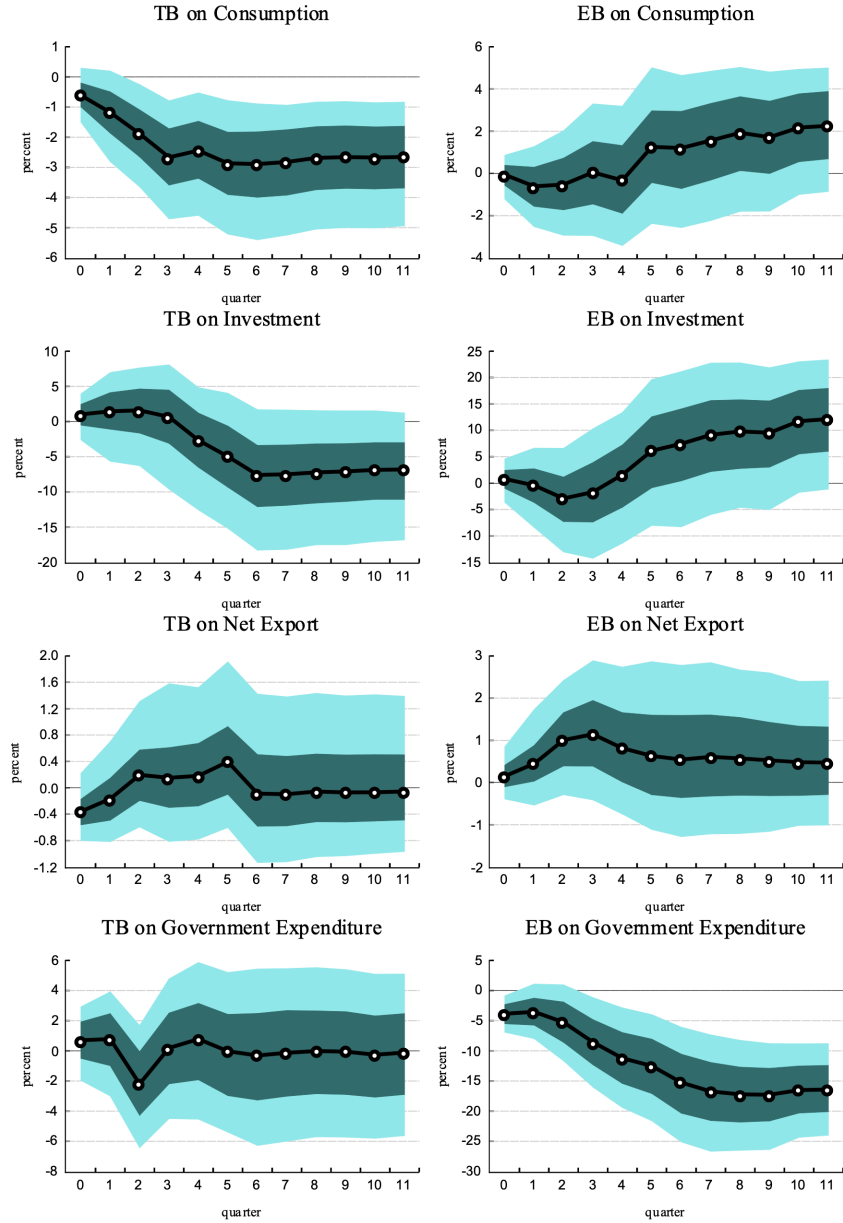 TB on Consumption
1
0
-1
-2
-3
-4
-5
-6
percent
0 1 2 3 4 5 6 7 8 9 10 11
quarter
EB on Consumption
6
4
2
0
-2
-4
percent
0 1 2 3 4 5 6 7 8 9 10 11
quarter
TB on Investment
10
5
0
-5
-10
-15
-20
percent
0 1 2 3 4 5 6 7 8 9 10 11
quarter
EB on Investment
25
20
15
10
5
0
-5
-10
-15
percent
0 1 2 3 4 5 6 7 8 9 10 11
quarter
TB on Net Export
2.0
1.6
1.2
0.8
0.4
0.0
-0.4
-0.8
-1.2
percent
0 1 2 3 4 5 6 7 8 9 10 11
quarter
EB on Net Export
3
2
1
0
-1
-2
percent
0 1 2 3 4 5 6 7 8 9 10 11
quarter
TB on Government Expenditure
6
4
2
0
-2
-4
-6
-8
percent
0 1 2 3 4 5 6 7 8 9 10 11
quarter
EB on Government Expenditure
0
-5
-10
-15
-20
-25
-30
percent
0 1 2 3 4 5 6 7 8 9 10 11
quarter